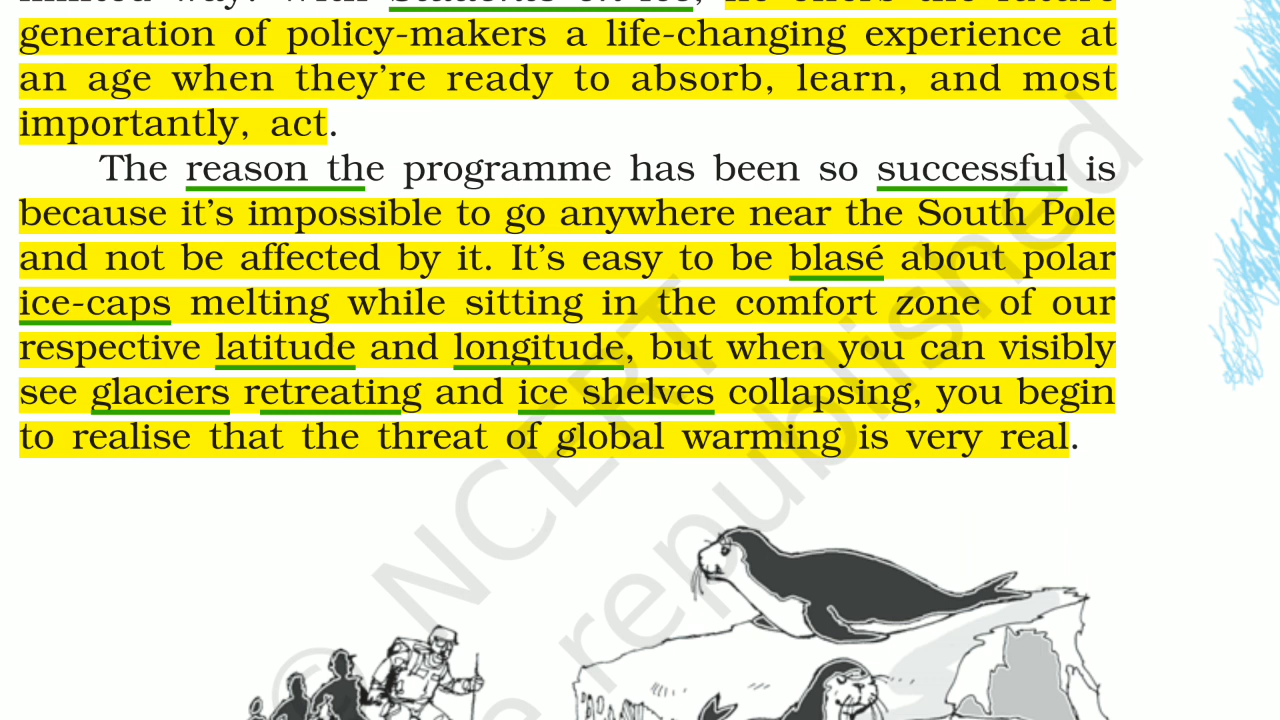 generation of policy-makers a life-changing experience at
an age when they’re ready to absorb, learn, and most
importantly, act.
The reason the programme has been so successful is
because it’s impossible to go anywhere near the South Pole
and not be affected by it. It’s easy to be blasé about polar
ice-caps melting while sitting in the comfort zone of our
respective latitude and longitude, but when you can visibly
see glaciers retreating and ice shelves collapsing, you begin
to realise that the threat of global warming is very real.
© NCERT
republished